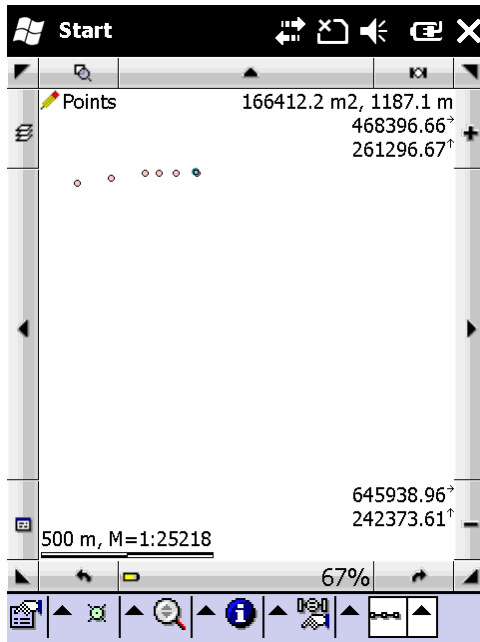 Start
Points 166412.2 m2, 1187.1 m
468396.66→
261296.67↑
645938.96→
242373.61↑
500 m, M=1:25218
67%